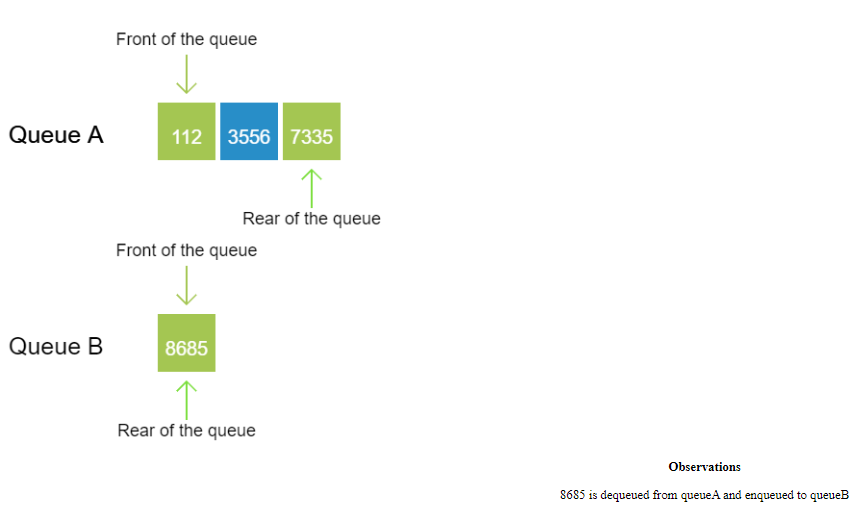 Front of the queue
Queue A
112 3556 7335
Rear of the queue
Front of the queue
Queue B
8685
Rear of the queue
Observations
8685 is dequeued from queueA and enqueued to queueB